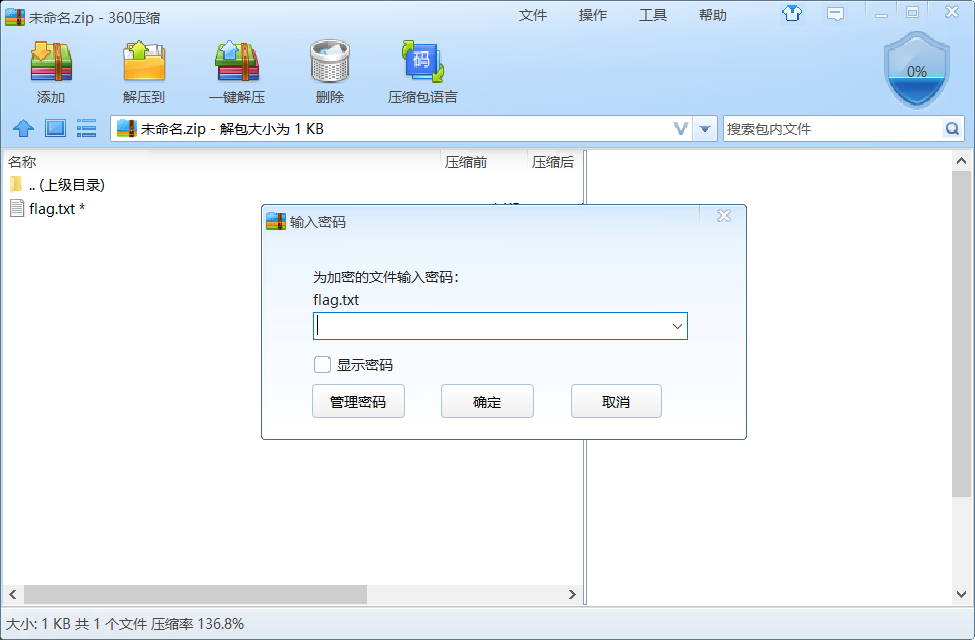 未命名.zip - 360压缩
文件 操作 工具 帮助
添加 解压到 一键解压 删除 压缩包语言
码
0%
未命名.zip - 解包大小为 1 KB
搜索包内文件
名称 压缩前 压缩后
.. (上级目录)
flag.txt *
输入密码
为加密的文件输入密码:
flag.txt
显示密码
管理密码 确定 取消
大小: 1 KB 共 1 个文件 压缩率 136.8%